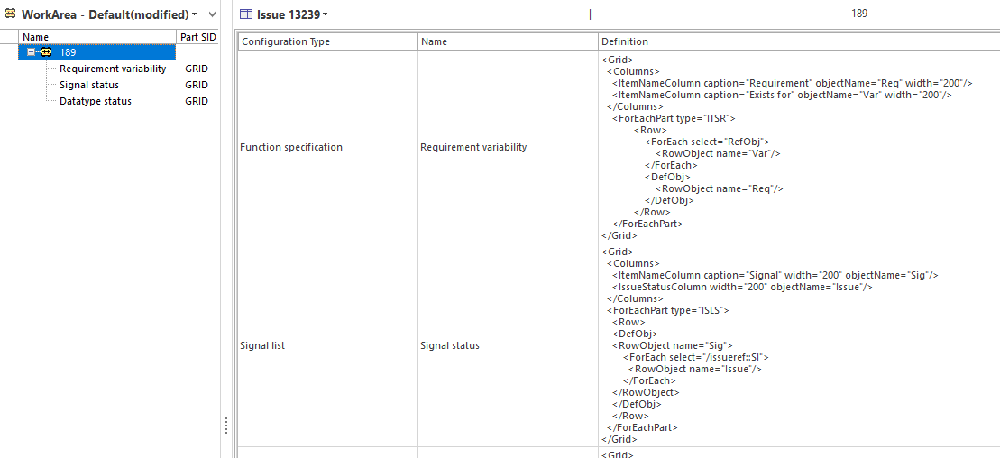 WorkArea - Default(modified)
Name Part SID
189
Requirement variability GRID
Signal status GRID
Datatype status GRID
Issue 13239
189
Configuration Type Name Definition
Function specification Requirement variability
<Grid>
<Columns>
<ItemNameColumn caption="Requirement" objectName="Req" width="200"/>
<ItemNameColumn caption="Exists for" objectName="Var" width="200"/>
</Columns>
<ForEachPart type="ITSR">
<Row>
<ForEach select="RefObj">
<RowObject name="Var"/>
</ForEach>
<DefObj>
<RowObject name="Req"/>
</DefObj>
</Row>
</ForEachPart>
</Grid>
Signal list Signal status
<Grid>
<Columns>
<ItemNameColumn caption="Signal" width="200" objectName="Sig"/>
<IssueStatusColumn width="200" objectName="Issue"/>
</Columns>
<ForEachPart type="ISLS">
<Row>
<DefObj>
<RowObject name="Sig">
<ForEach select="/issueref::SI">
<RowObject name="Issue"/>
</ForEach>
</RowObject>
</DefObj>
</Row>
</ForEachPart>
</Grid>
<Grid>